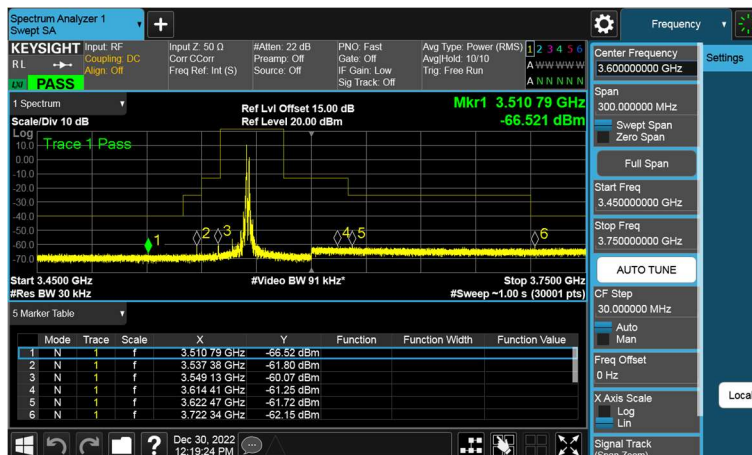 Spectrum Analyzer 1
Swept SA
Frequency
KEYSIGHT
Input: RF
Input Z: 50 Ω
#Atten: 22 dB
PNO: Fast
Avg Type: Power (RMS)
1 2 3 4 5 6
RL
Coupling: DC
Corr CCorr
Preamp: Off
Gate: Off
Avg|Hold: 10/10
A W W W W W
Align: Off
Freq Ref: Int (S)
Source: Off
IF Gain: Low
Trig: Free Run
Sig Track: Off
A N N N N N
LXI PASS
1 Spectrum
Scale/Div 10 dB
Ref Lvl Offset 15.00 dB
Ref Level 20.00 dBm
Mkr1 3.510 79 GHz
-66.521 dBm
Log
Trace 1 Pass
10.0
0.00
-10.0
-20.0
-30.0
-40.0
-50.0
-60.0
-70.0
1
2
3
4
5
6
Start 3.4500 GHz
#Video BW 91 kHz*
Stop 3.7500 GHz
#Res BW 30 kHz
#Sweep ~1.00 s (30001 pts)
5 Marker Table
Mode Trace Scale X Y Function Function Width Function Value
1 N 1 f 3.510 79 GHz -66.52 dBm
2 N 1 f 3.537 38 GHz -61.80 dBm
3 N 1 f 3.549 13 GHz -60.07 dBm
4 N 1 f 3.614 41 GHz -61.25 dBm
5 N 1 f 3.622 47 GHz -61.72 dBm
6 N 1 f 3.722 34 GHz -62.15 dBm
?
Dec 30, 2022
12:19:24 PM
Center Frequency
3.600000000 GHz
Settings
Span
300.000000 MHz
Swept Span
Zero Span
Full Span
Start Freq
3.450000000 GHz
Stop Freq
3.750000000 GHz
AUTO TUNE
CF Step
30.000000 MHz
Auto
Man
Freq Offset
0 Hz
X Axis Scale
Log
Lin
Local
Signal Track
(Span Zoom)